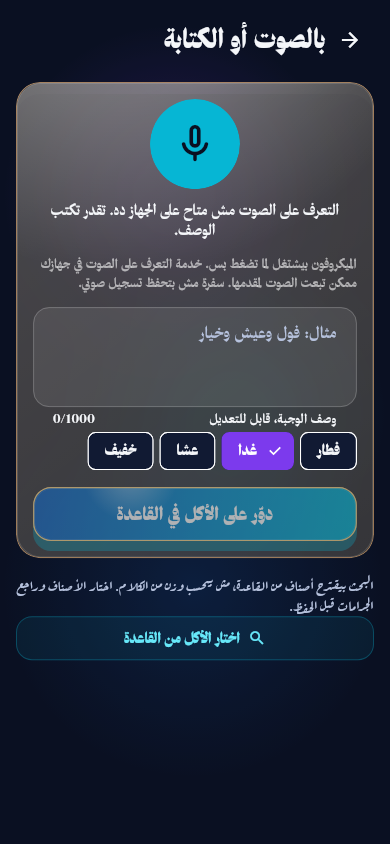 بالصوت أو الكتابة
التعرف على الصوت مش متاح على الجهاز ده. تقدر تكتب
الوصف.
الميكروفون بيشتغل لما تضغط بس. خدمة التعرف على الصوت في جهازك
ممكن تبعت الصوت لمقدمها. سفرة مش بتحفظ تسجيل صوتي.
مثال: فول وعيش وخيار
وصف الوجبة، قابل للتعديل 0/1000
فطار غدا عشا خفيف
دوّر على الأكل في القاعدة
البحث بيقترح أصناف من القاعدة، مش بيحسب وزن من الكلام. اختار الأصناف وراجع
الجرامات قبل الحفظ.
اختار الأكل من القاعدة